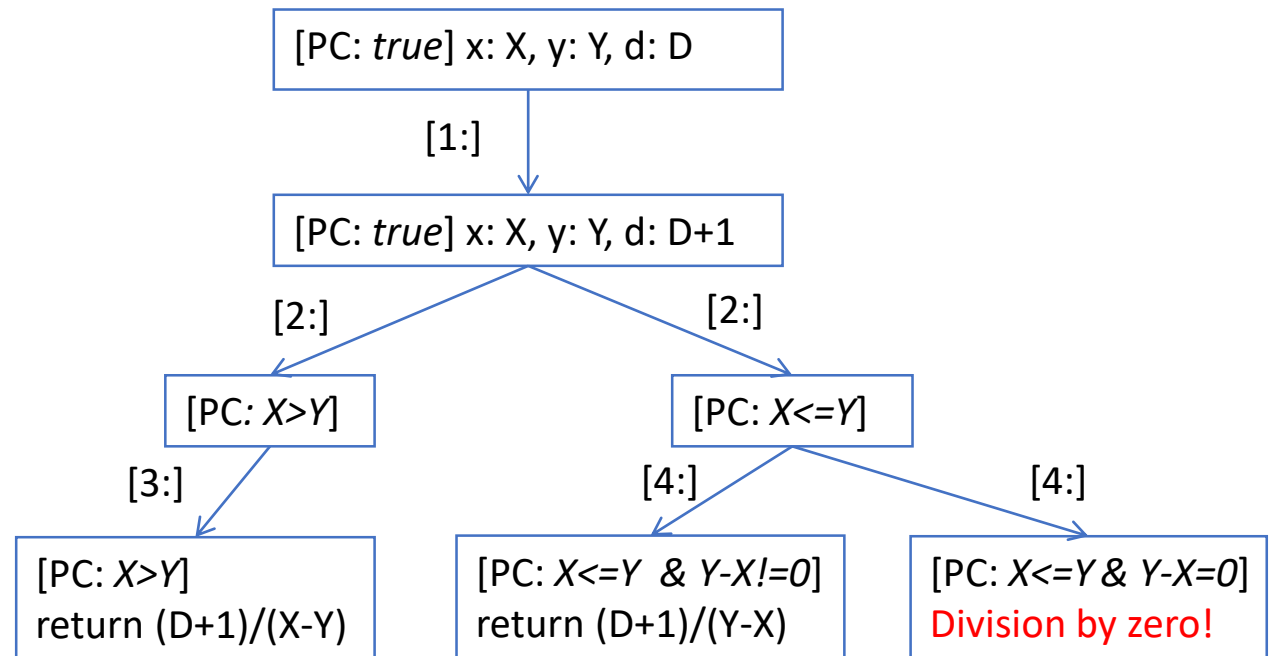 [PC: true] x: X, y: Y, d: D
[1:]
[PC: true] x: X, y: Y, d: D+1
[2:]
[2:]
[PC: X>Y]
[PC: X<=Y]
[3:]
[4:]
[4:]
[PC: X>Y]
return (D+1)/(X-Y)
[PC: X<=Y & Y-X!=0]
return (D+1)/(Y-X)
[PC: X<=Y & Y-X=0]
Division by zero!